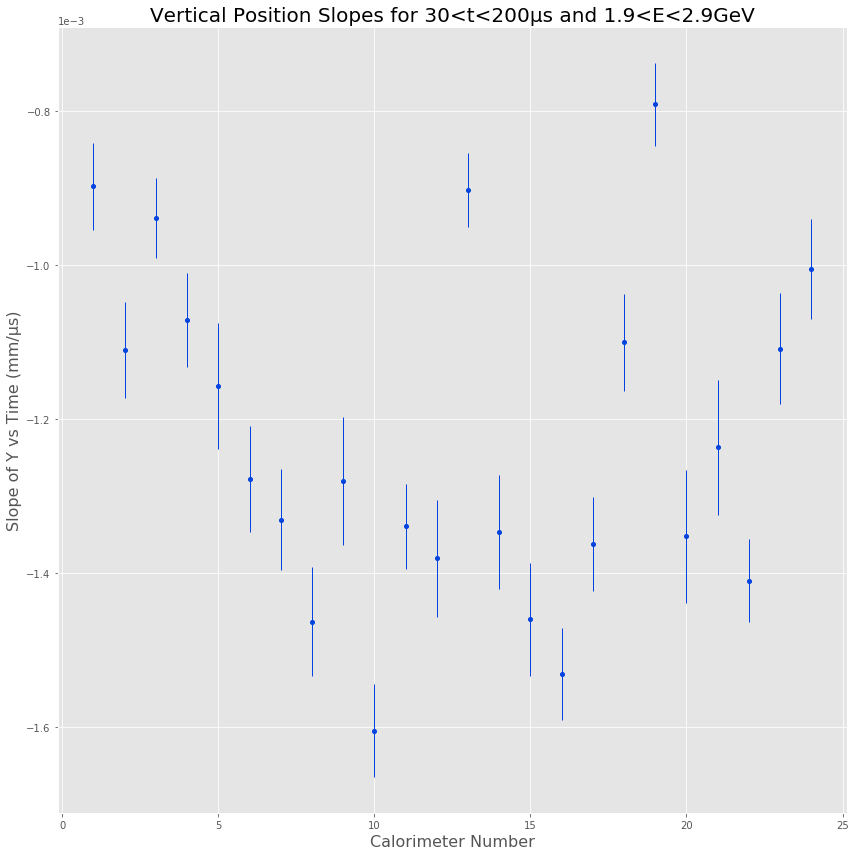 Vertical Position Slopes for 30<t<200μs and 1.9<E<2.9GeV
1e−3
−0.8
−1.0
−1.2
−1.4
−1.6
Slope of Y vs Time (mm/μs)
0 5 10 15 20 25
Calorimeter Number